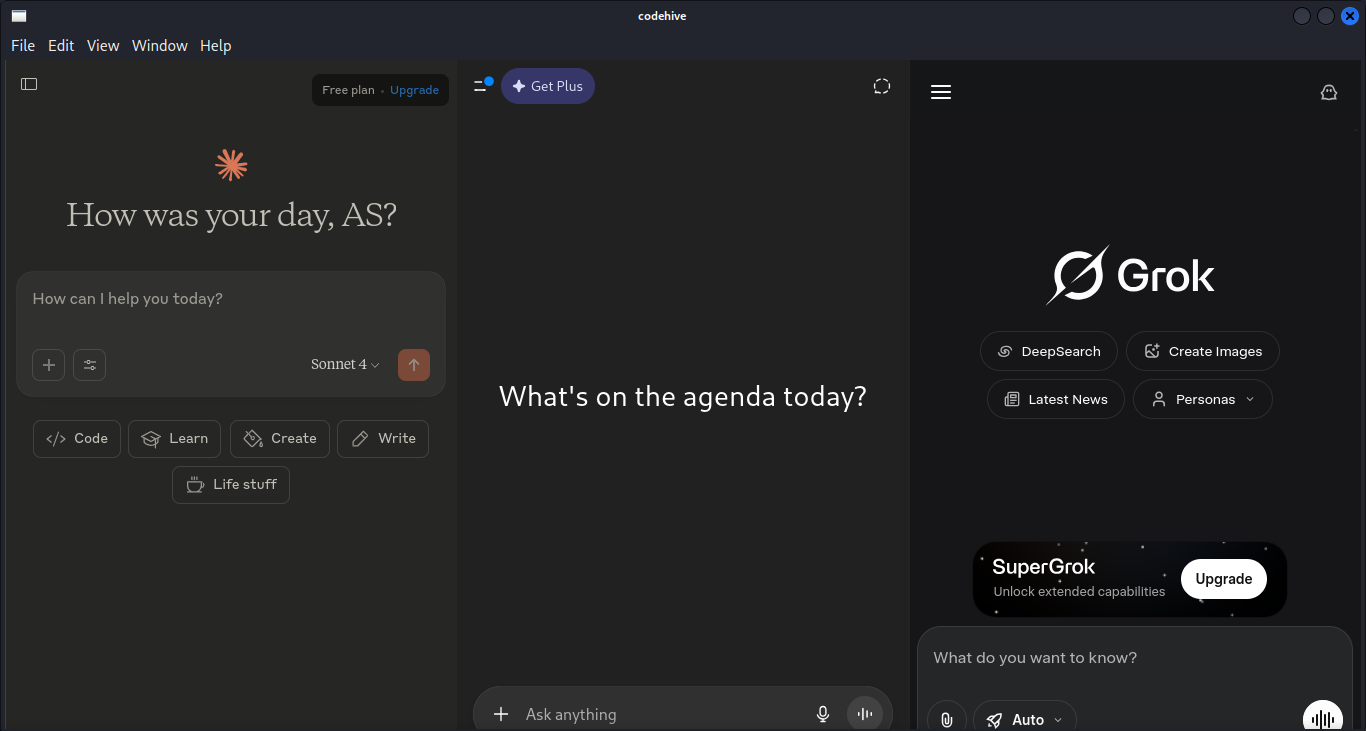 codehive
File Edit View Window Help
Free plan • Upgrade
How was your day, AS?
How can I help you today?
Sonnet 4
</> Code
Learn
Create
Write
Life stuff
Get Plus
What's on the agenda today?
Ask anything
Grok
DeepSearch
Create Images
Latest News
Personas
SuperGrok
Unlock extended capabilities
Upgrade
What do you want to know?
Auto